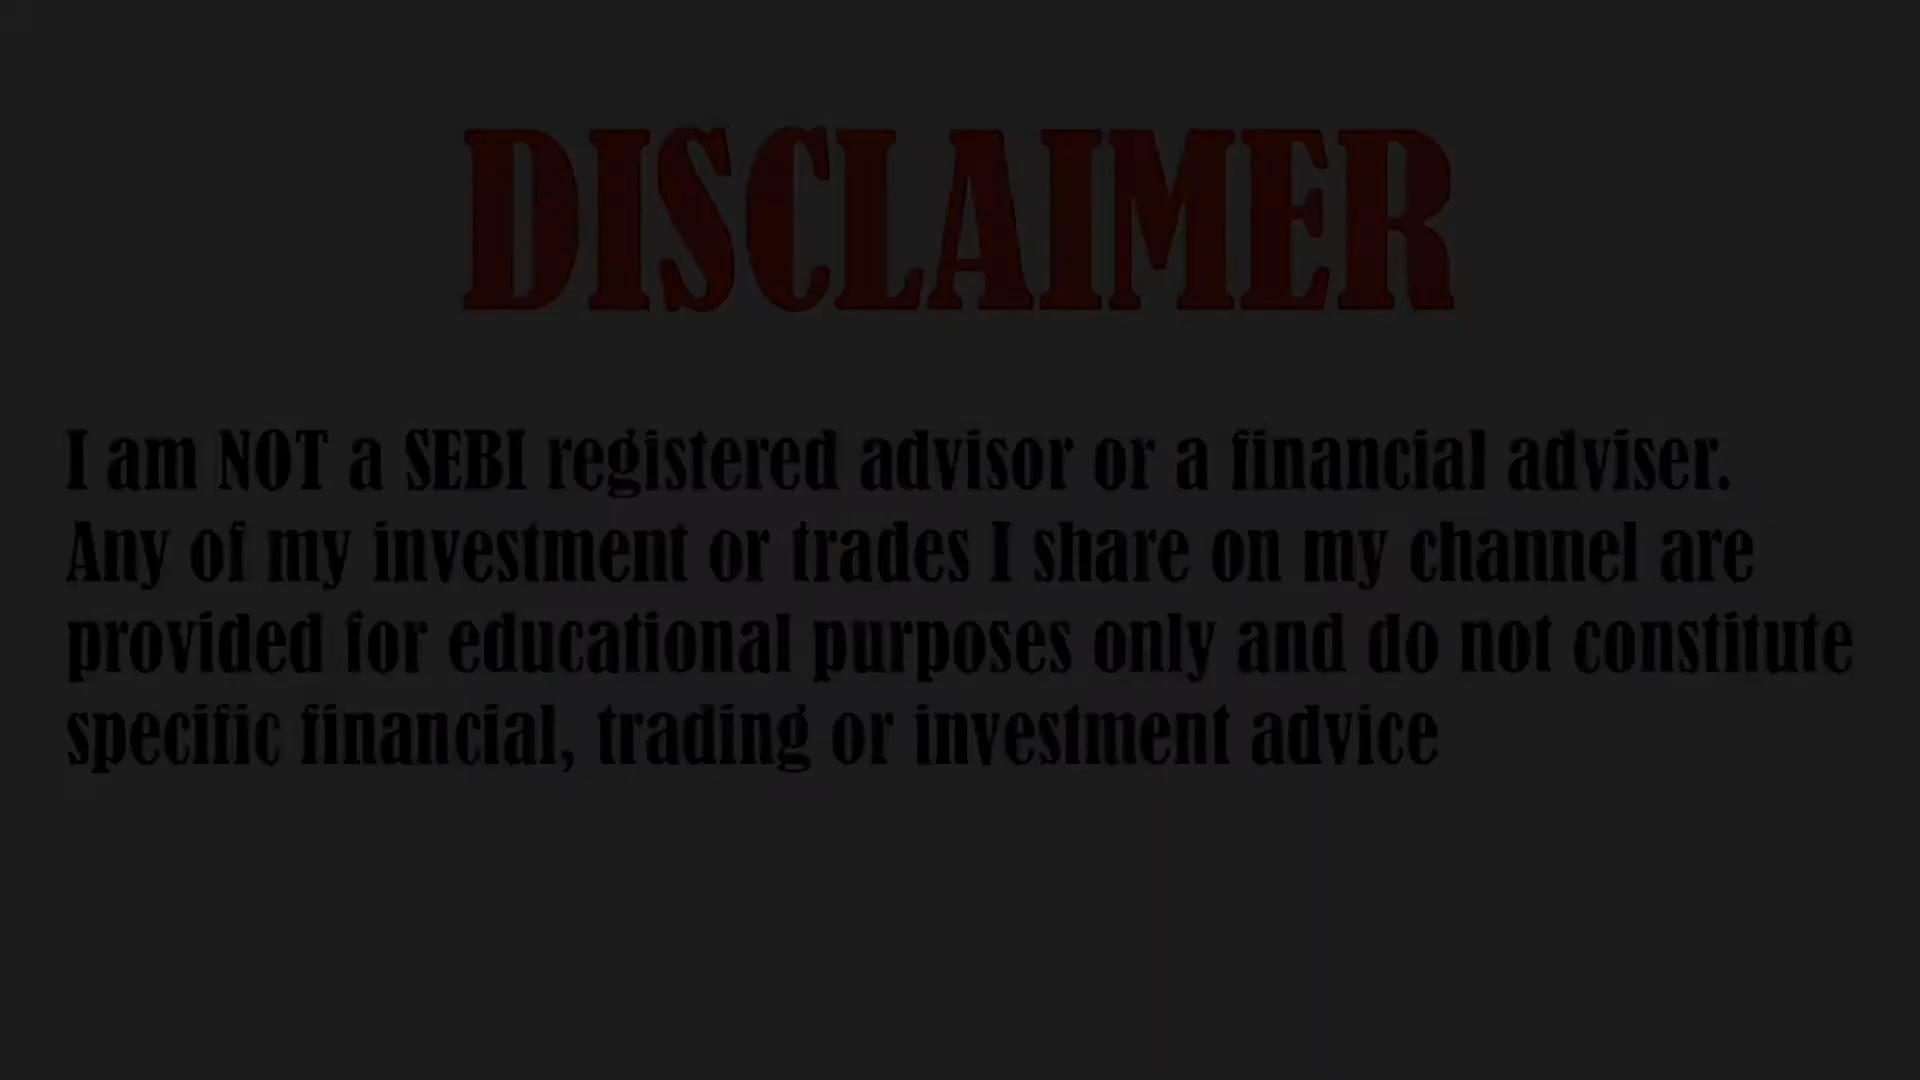 DISCLAIMER
I am NOT a SEBI registered advisor or a financial adviser.
Any of my investment or trades I share on my channel are
provided for educational purposes only and do not constitute
specific financial, trading or investment advice